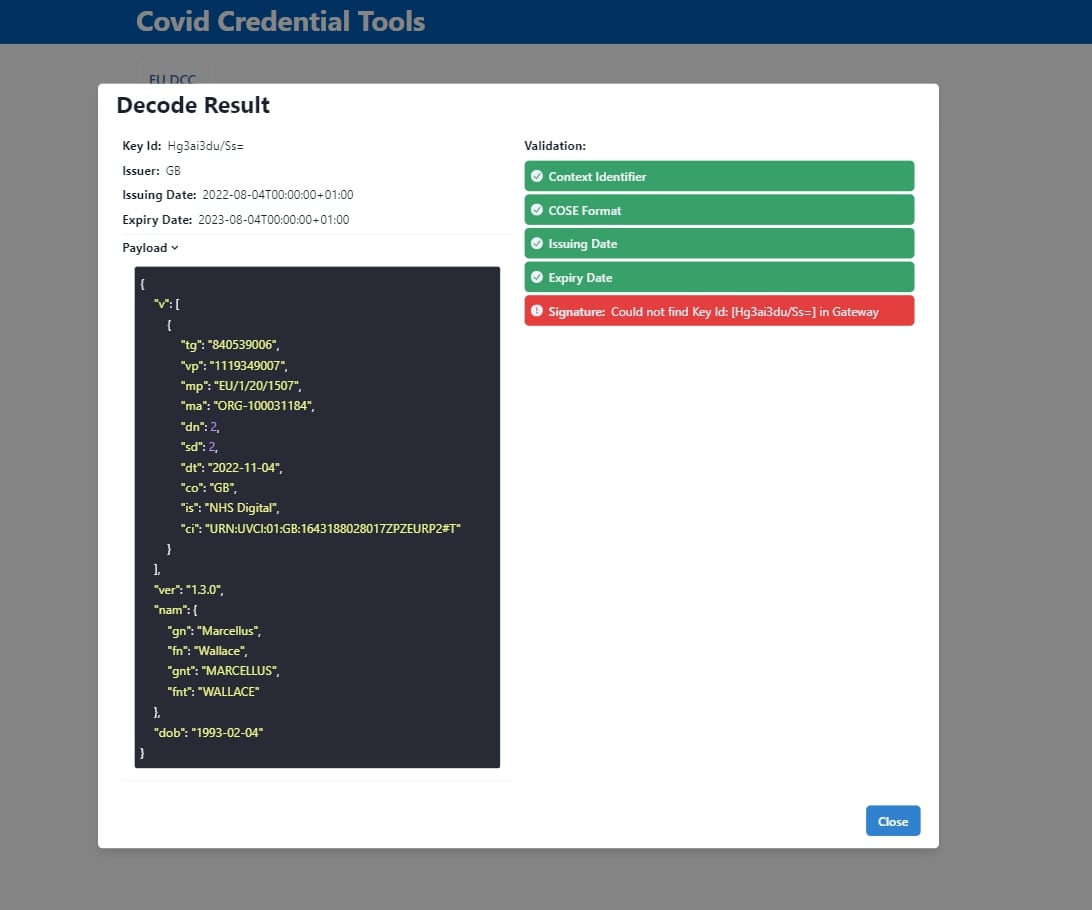 Covid Credential Tools
EU DCC
Decode Result
Key Id: Hg3ai3du/Ss=
Issuer: GB
Issuing Date: 2022-08-04T00:00:00+01:00
Expiry Date: 2023-08-04T00:00:00+01:00
Payload
{
"v": [
{
"tg": "840539006",
"vp": "1119349007",
"mp": "EU/1/20/1507",
"ma": "ORG-100031184",
"dn": 2,
"sd": 2,
"dt": "2022-11-04",
"co": "GB",
"is": "NHS Digital",
"ci": "URN:UVCI:01:GB:1643188028017ZPZEURP2#T"
}
],
"ver": "1.3.0",
"nam": {
"gn": "Marcellus",
"fn": "Wallace",
"gnt": "MARCELLUS",
"fnt": "WALLACE"
},
"dob": "1993-02-04"
}
Validation:
Context Identifier
COSE Format
Issuing Date
Expiry Date
Signature: Could not find Key Id: [Hg3ai3du/Ss=] in Gateway
Close